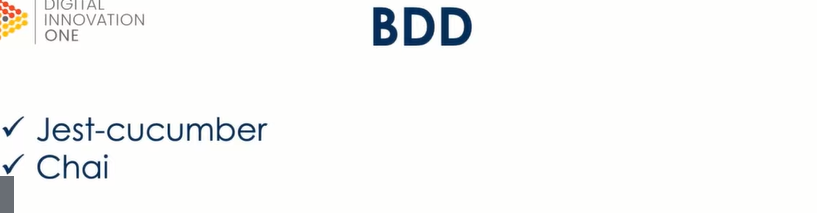 DIGITAL
INNOVATION
ONE
BDD
✓ Jest-cucumber
✓ Chai